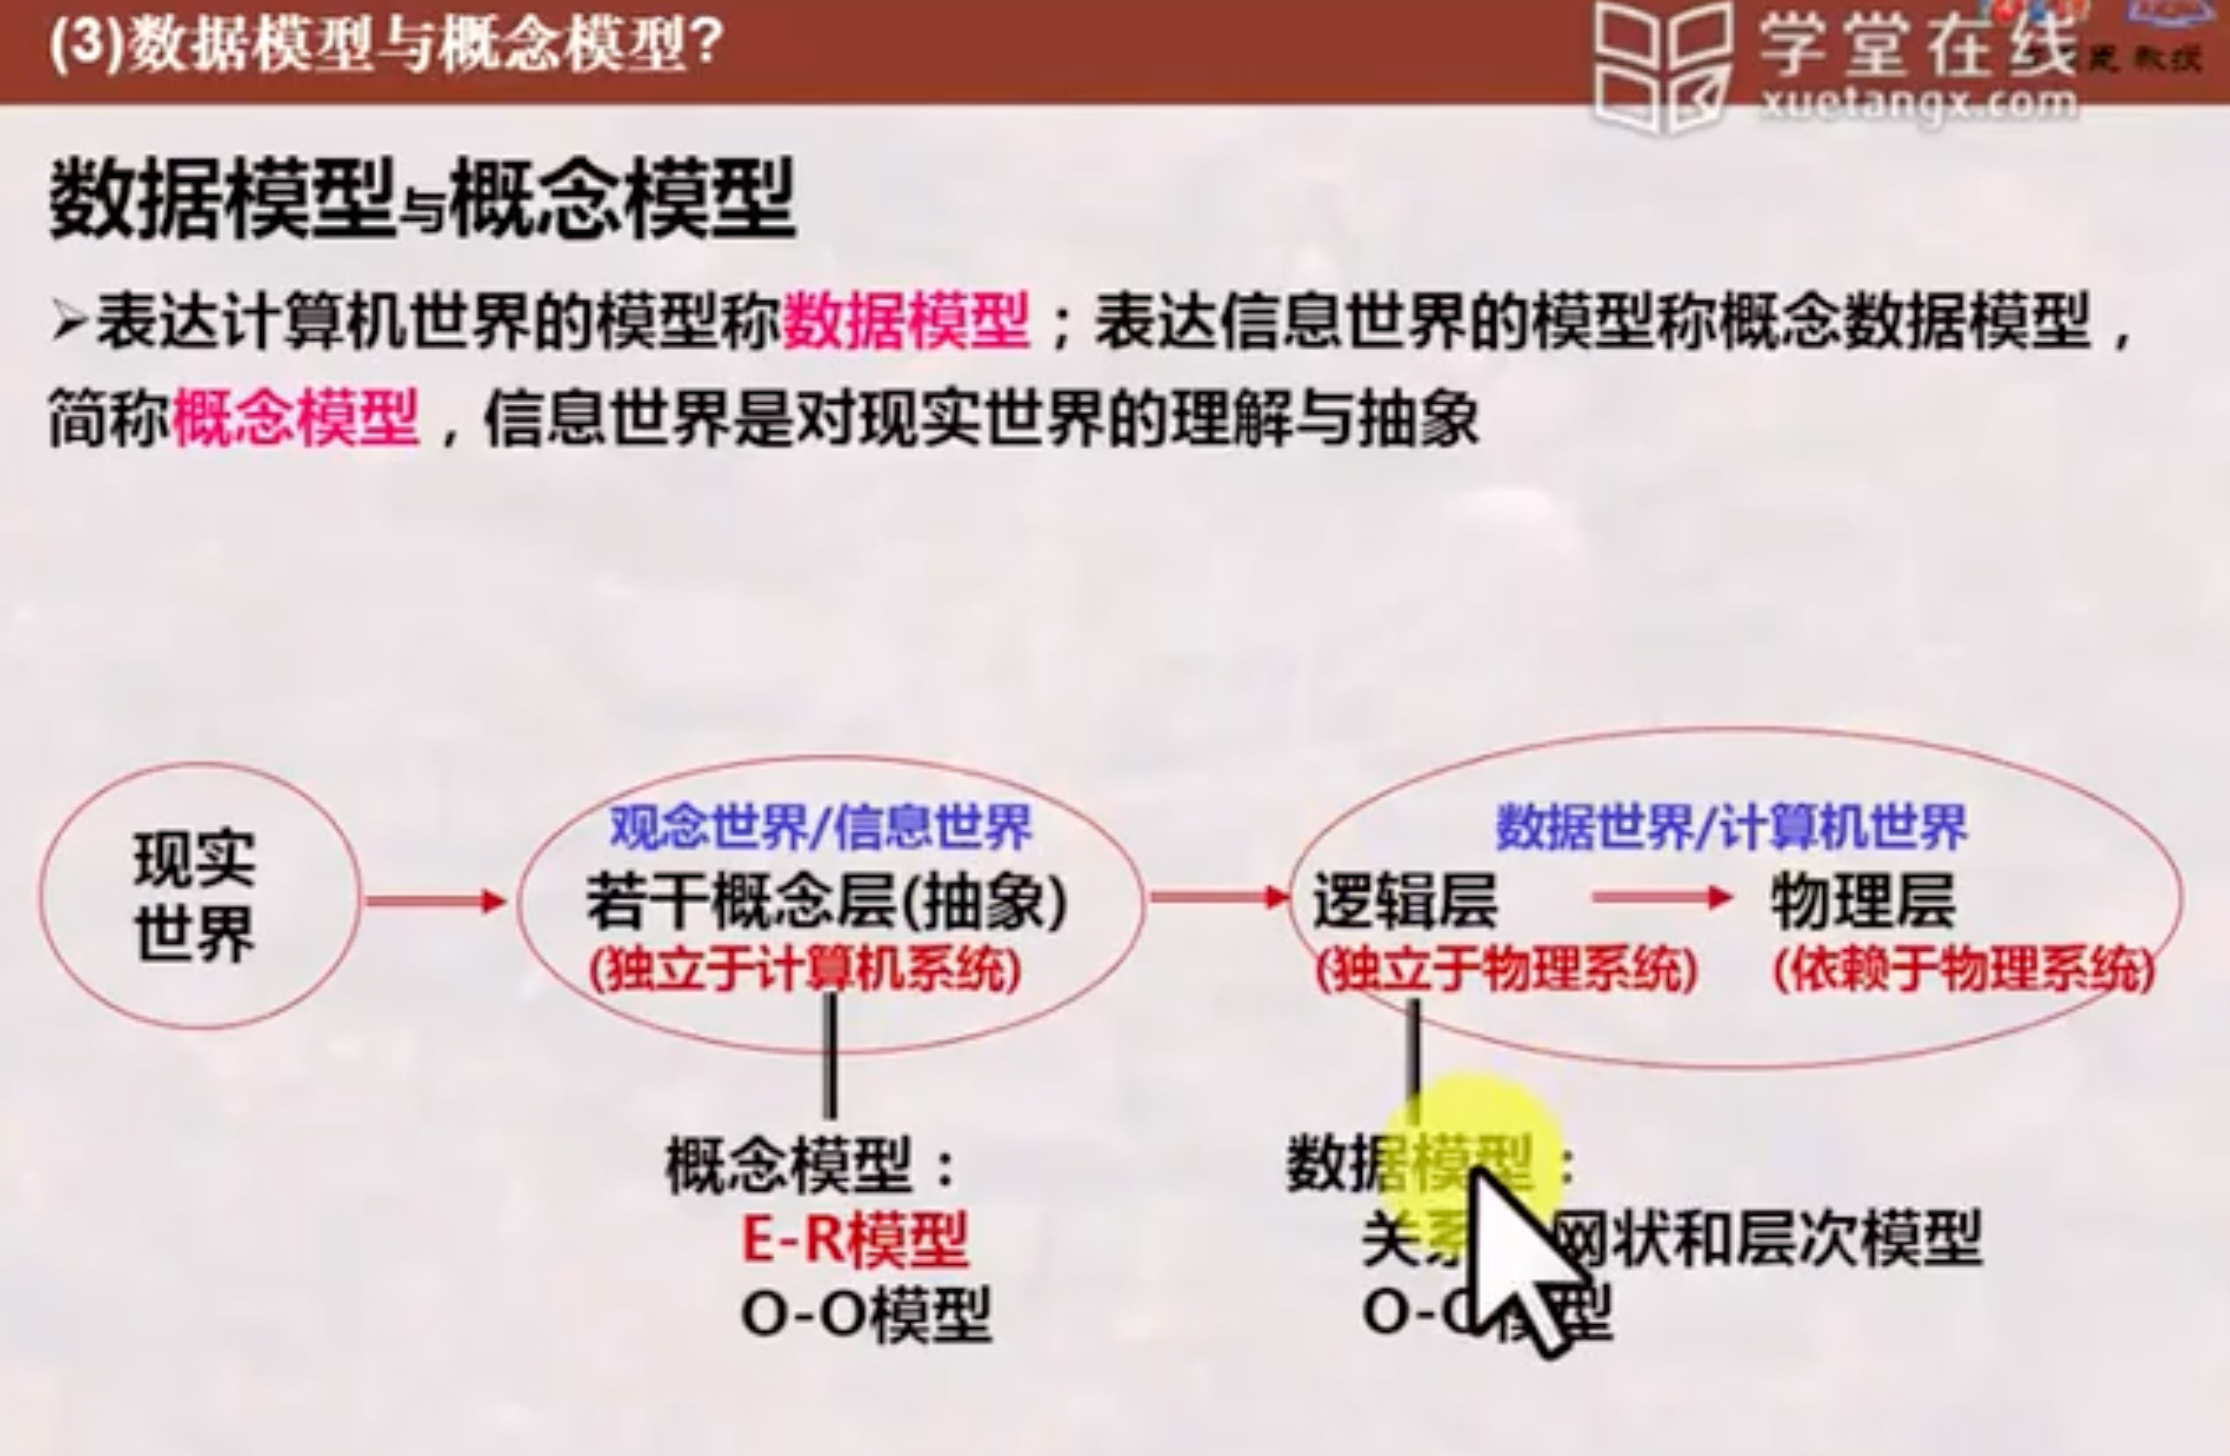 (3)数据模型与概念模型?
学堂在线
xuetangx.com
教授
数据模型与概念模型
➢表达计算机世界的模型称数据模型；表达信息世界的模型称概念数据模型，
简称概念模型，信息世界是对现实世界的理解与抽象
现实
世界
观念世界/信息世界
若干概念层(抽象)
(独立于计算机系统)
数据世界/计算机世界
逻辑层
(独立于物理系统)
物理层
(依赖于物理系统)
概念模型：
E-R模型
O-O模型
数据模型：
关系 网状和层次模型
O-O模型